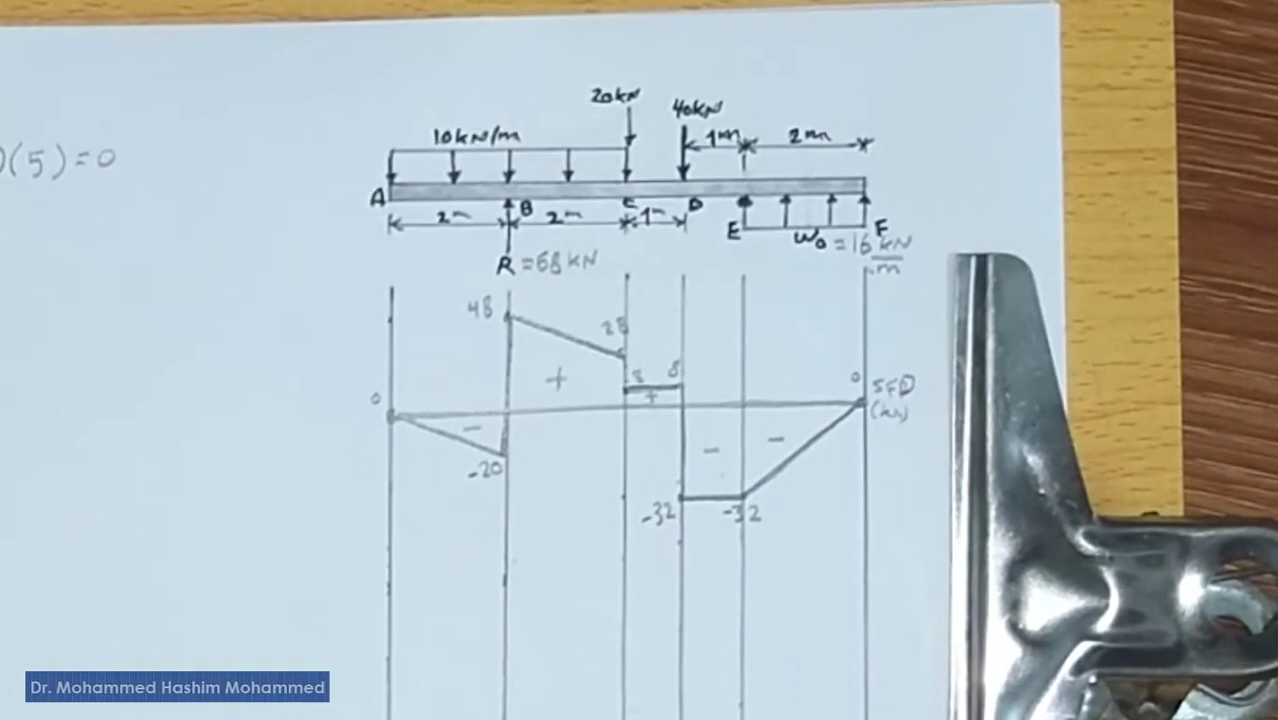 20kN
40kN
10kN/m
1m
2m
)(5)=0
A
B
C
D
2m
2m
1m
E
F
R = 68 kN
w₀ = 16 kN/m
48
28
+
8
8
+
0
-
-20
0
SFD
-
-
-32
-32
Dr. Mohammed Hashim Mohammed